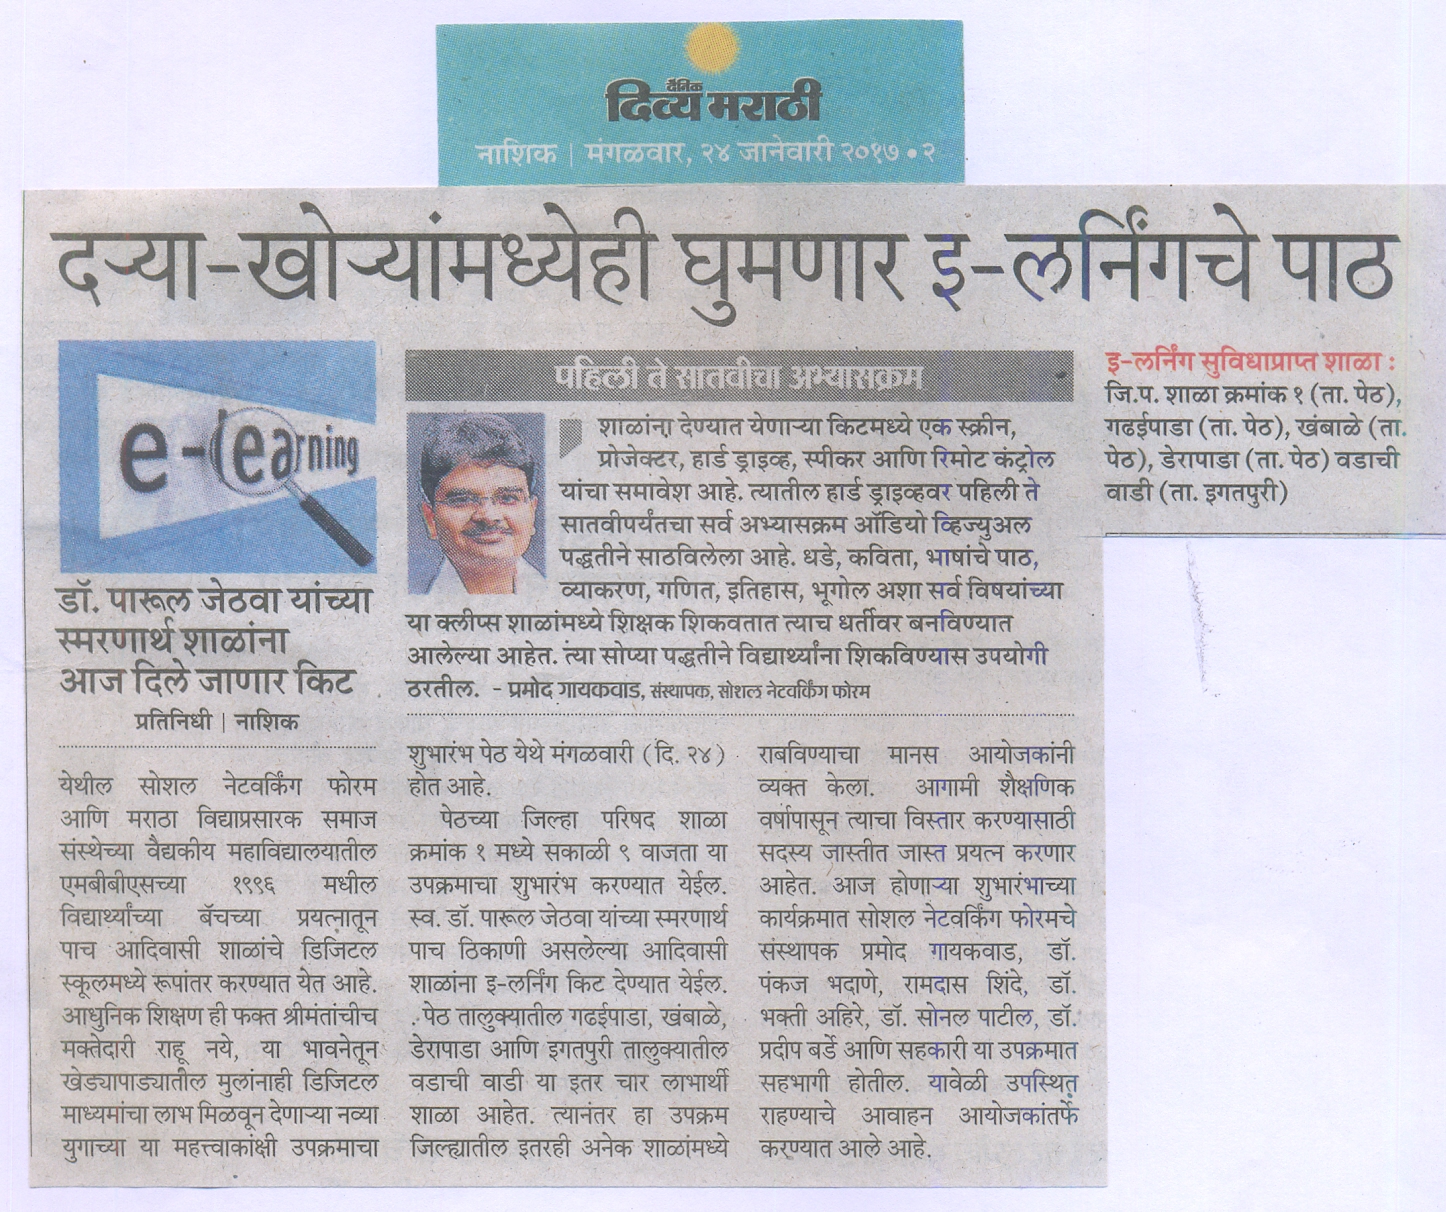 दैनिक
दिव्य मराठी
नाशिक | मंगळवार, २४ जानेवारी २०१७ • २
दऱ्या-खोऱ्यांमध्येही घुमणार इ-लर्निंगचे पाठ
e-learning
डॉ. पारूल जेठवा यांच्या
स्मरणार्थ शाळांना
आज दिले जाणार किट
प्रतिनिधी | नाशिक
येथील सोशल नेटवर्किंग फोरम
आणि मराठा विद्याप्रसारक समाज
संस्थेच्या वैद्यकीय महाविद्यालयातील
एमबीबीएसच्या १९९६ मधील
विद्यार्थ्यांच्या बॅचच्या प्रयत्नातून
पाच आदिवासी शाळांचे डिजिटल
स्कूलमध्ये रूपांतर करण्यात येत आहे.
आधुनिक शिक्षण ही फक्त श्रीमंतांचीच
मक्तेदारी राहू नये, या भावनेतून
खेड्यापाड्यातील मुलांनाही डिजिटल
माध्यमांचा लाभ मिळवून देणाऱ्या नव्या
युगाच्या या महत्त्वाकांक्षी उपक्रमाचा
पहिली ते सातवीचा अभ्यासक्रम
शाळांना देण्यात येणाऱ्या किटमध्ये एक स्क्रीन,
प्रोजेक्टर, हार्ड ड्राइव्ह, स्पीकर आणि रिमोट कंट्रोल
यांचा समावेश आहे. त्यातील हार्ड ड्राइव्हवर पहिली ते
सातवीपर्यंतचा सर्व अभ्यासक्रम ऑडियो व्हिज्युअल
पद्धतीने साठविलेला आहे. धडे, कविता, भाषांचे पाठ,
व्याकरण, गणित, इतिहास, भूगोल अशा सर्व विषयांच्या
या क्लीप्स शाळांमध्ये शिक्षक शिकवतात त्याच धर्तीवर बनविण्यात
आलेल्या आहेत. त्या सोप्या पद्धतीने विद्यार्थ्यांना शिकविण्यास उपयोगी
ठरतील. - प्रमोद गायकवाड, संस्थापक, सोशल नेटवर्किंग फोरम
शुभारंभ पेठ येथे मंगळवारी (दि. २४)
होत आहे.
पेठच्या जिल्हा परिषद शाळा
क्रमांक १ मध्ये सकाळी ९ वाजता या
उपक्रमाचा शुभारंभ करण्यात येईल.
स्व. डॉ. पारूल जेठवा यांच्या स्मरणार्थ
पाच ठिकाणी असलेल्या आदिवासी
शाळांना इ-लर्निंग किट देण्यात येईल.
पेठ तालुक्यातील गढईपाडा, खंबाळे,
डेरापाडा आणि इगतपुरी तालुक्यातील
वडाची वाडी या इतर चार लाभार्थी
शाळा आहेत. त्यानंतर हा उपक्रम
जिल्ह्यातील इतरही अनेक शाळांमध्ये
राबविण्याचा मानस आयोजकांनी
व्यक्त केला. आगामी शैक्षणिक
वर्षापासून त्याचा विस्तार करण्यासाठी
सदस्य जास्तीत जास्त प्रयत्न करणार
आहेत. आज होणाऱ्या शुभारंभाच्या
कार्यक्रमात सोशल नेटवर्किंग फोरमचे
संस्थापक प्रमोद गायकवाड, डॉ.
पंकज भदाणे, रामदास शिंदे, डॉ.
भक्ती अहिरे, डॉ. सोनल पाटील, डॉ.
प्रदीप बर्डे आणि सहकारी या उपक्रमात
सहभागी होतील. यावेळी उपस्थित
राहण्याचे आवाहन आयोजकांतर्फे
करण्यात आले आहे.
इ-लर्निंग सुविधाप्राप्त शाळा :
जि.प. शाळा क्रमांक १ (ता. पेठ),
गढईपाडा (ता. पेठ), खंबाळे (ता.
पेठ), डेरापाडा (ता. पेठ) वडाची
वाडी (ता. इगतपुरी)